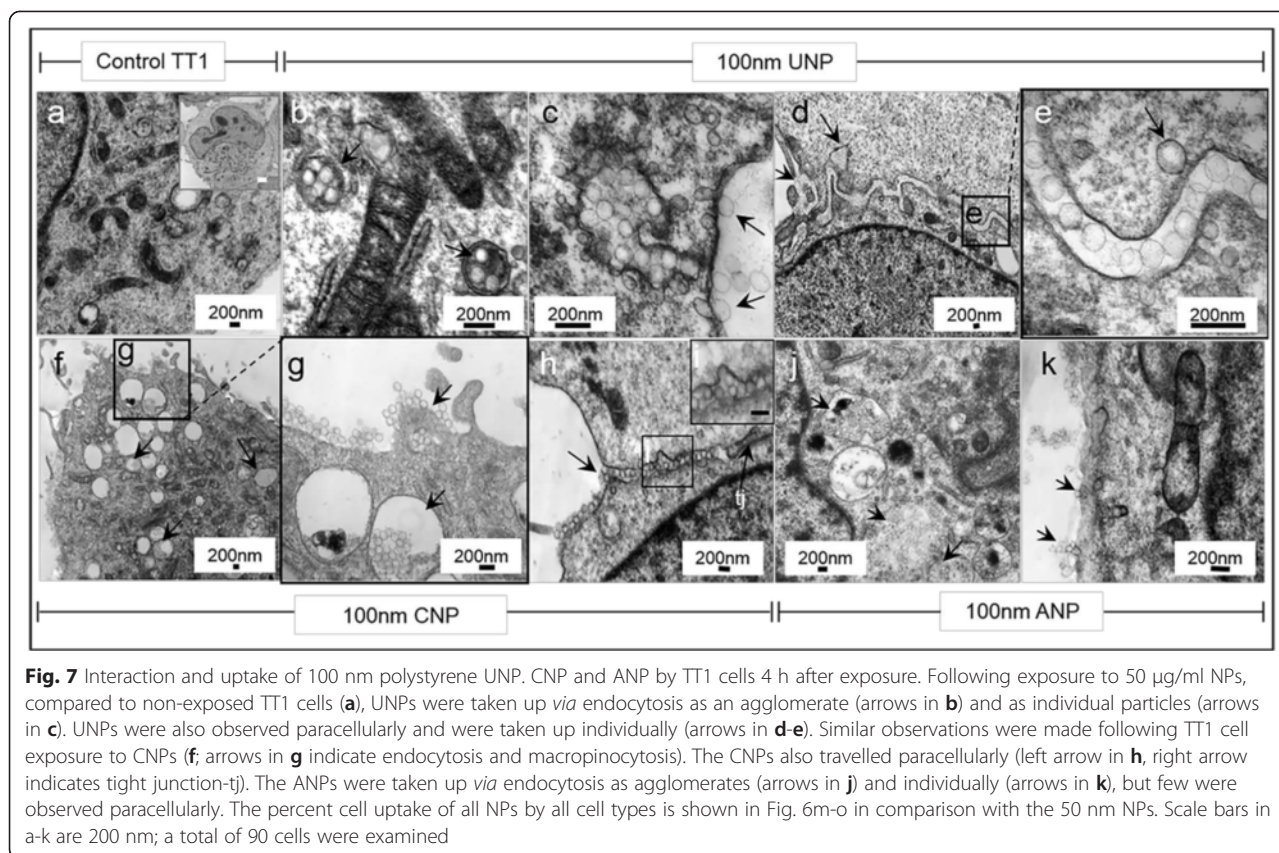 Control TT1
100nm UNP
a
b
c
d
e
e
200nm
200nm
200nm
200nm
200nm
f
g
g
h
i
i
j
k
tj
200nm
200nm
200nm
200nm
200nm
100nm CNP
100nm ANP
Fig. 7 Interaction and uptake of 100 nm polystyrene UNP. CNP and ANP by TT1 cells 4 h after exposure. Following exposure to 50 μg/ml NPs,
compared to non-exposed TT1 cells (a), UNPs were taken up via endocytosis as an agglomerate (arrows in b) and as individual particles (arrows
in c). UNPs were also observed paracellularly and were taken up individually (arrows in d-e). Similar observations were made following TT1 cell
exposure to CNPs (f; arrows in g indicate endocytosis and macropinocytosis). The CNPs also travelled paracellularly (left arrow in h, right arrow
indicates tight junction-tj). The ANPs were taken up via endocytosis as agglomerates (arrows in j) and individually (arrows in k), but few were
observed paracellularly. The percent cell uptake of all NPs by all cell types is shown in Fig. 6m-o in comparison with the 50 nm NPs. Scale bars in
a-k are 200 nm; a total of 90 cells were examined